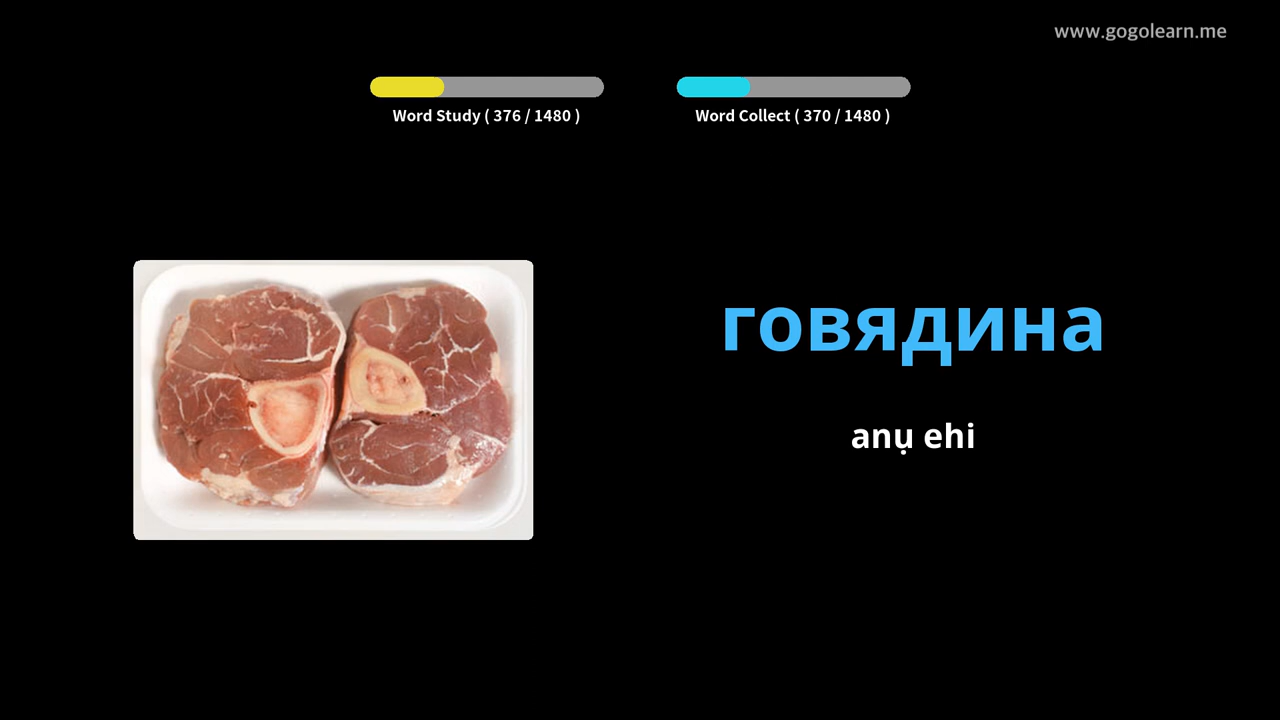 www.gogolearn.me
Word Study ( 376 / 1480 )
Word Collect ( 370 / 1480 )
говядина
anụ ehi